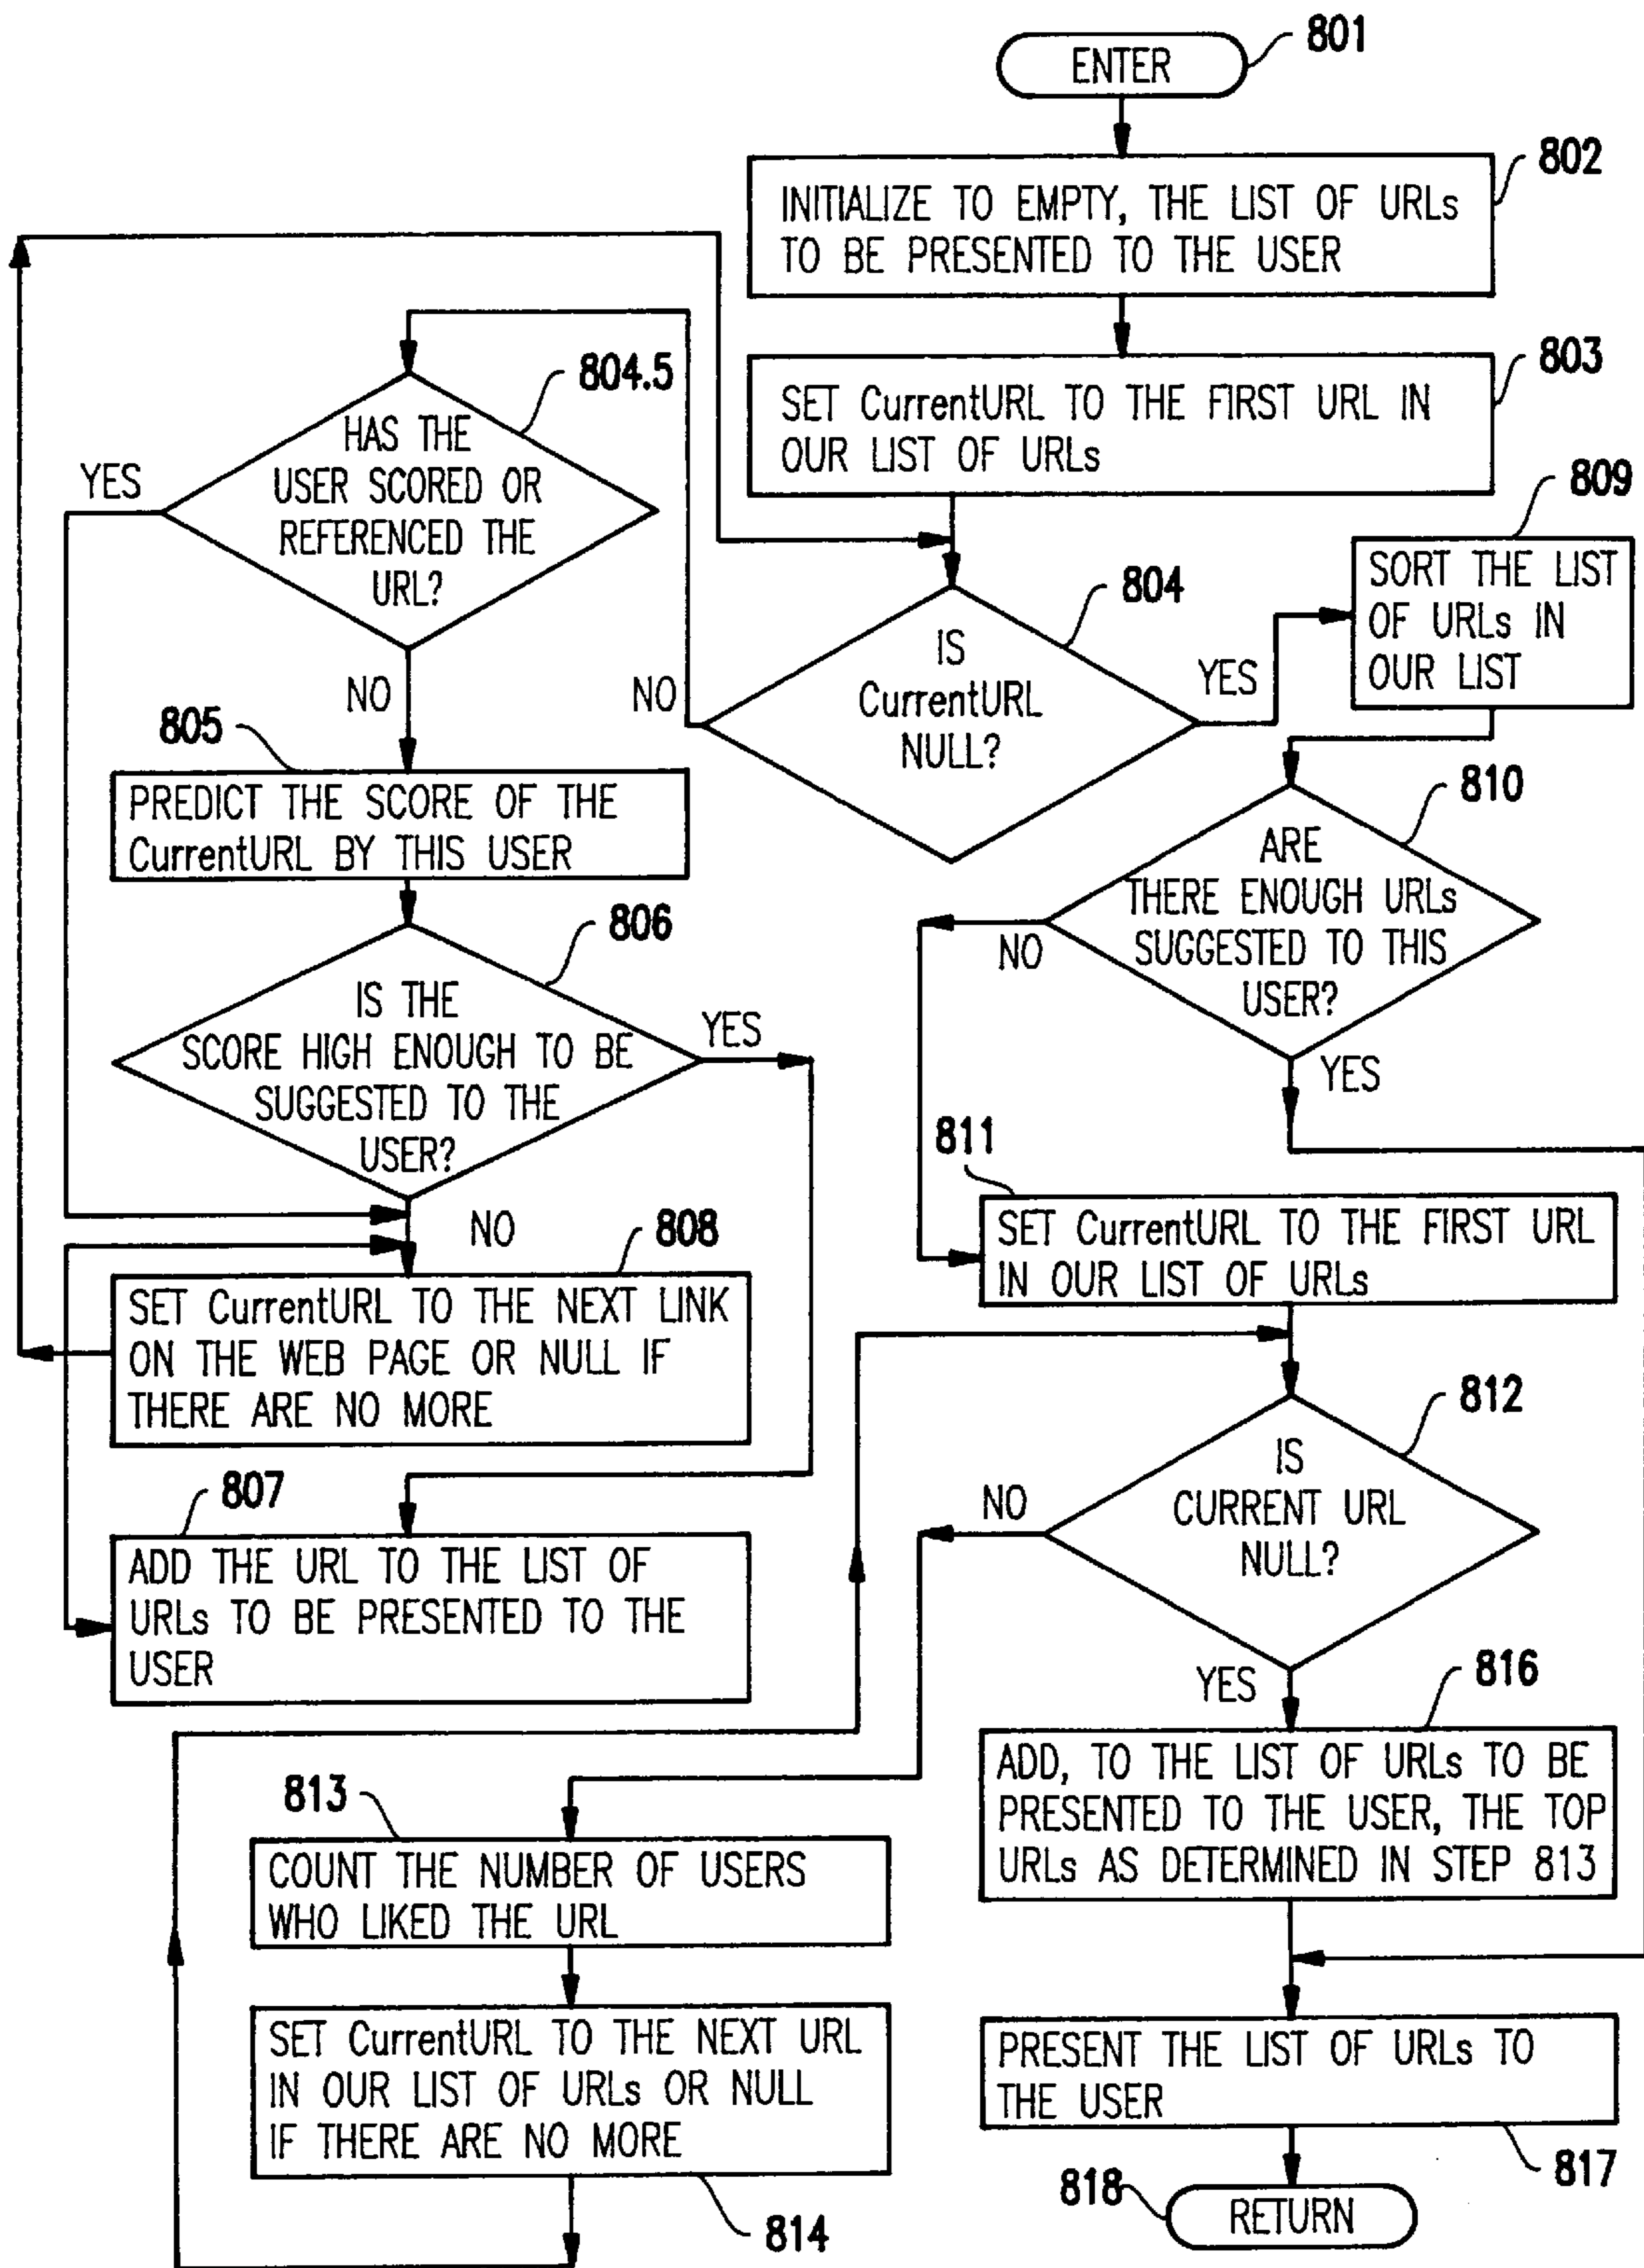 801
ENTER
802
INITIALIZE TO EMPTY, THE LIST OF URLs
TO BE PRESENTED TO THE USER
803
SET CurrentURL TO THE FIRST URL IN
OUR LIST OF URLs
804
IS
CurrentURL
NULL?
NO
YES
804.5
HAS THE
USER SCORED OR
REFERENCED THE
URL?
YES
NO
805
PREDICT THE SCORE OF THE
CurrentURL BY THIS USER
806
IS THE
SCORE HIGH ENOUGH TO BE
SUGGESTED TO THE
USER?
YES
NO
808
SET CurrentURL TO THE NEXT LINK
ON THE WEB PAGE OR NULL IF
THERE ARE NO MORE
807
ADD THE URL TO THE LIST OF
URLs TO BE PRESENTED TO THE
USER
809
SORT THE LIST
OF URLs IN
OUR LIST
810
ARE
THERE ENOUGH URLs
SUGGESTED TO THIS
USER?
NO
YES
811
SET CurrentURL TO THE FIRST URL
IN OUR LIST OF URLs
812
IS
CURRENT URL
NULL?
NO
YES
813
COUNT THE NUMBER OF USERS
WHO LIKED THE URL
SET CurrentURL TO THE NEXT URL
IN OUR LIST OF URLs OR NULL
IF THERE ARE NO MORE
814
816
ADD, TO THE LIST OF URLs TO BE
PRESENTED TO THE USER, THE TOP
URLs AS DETERMINED IN STEP 813
PRESENT THE LIST OF URLs TO
THE USER
817
818
RETURN